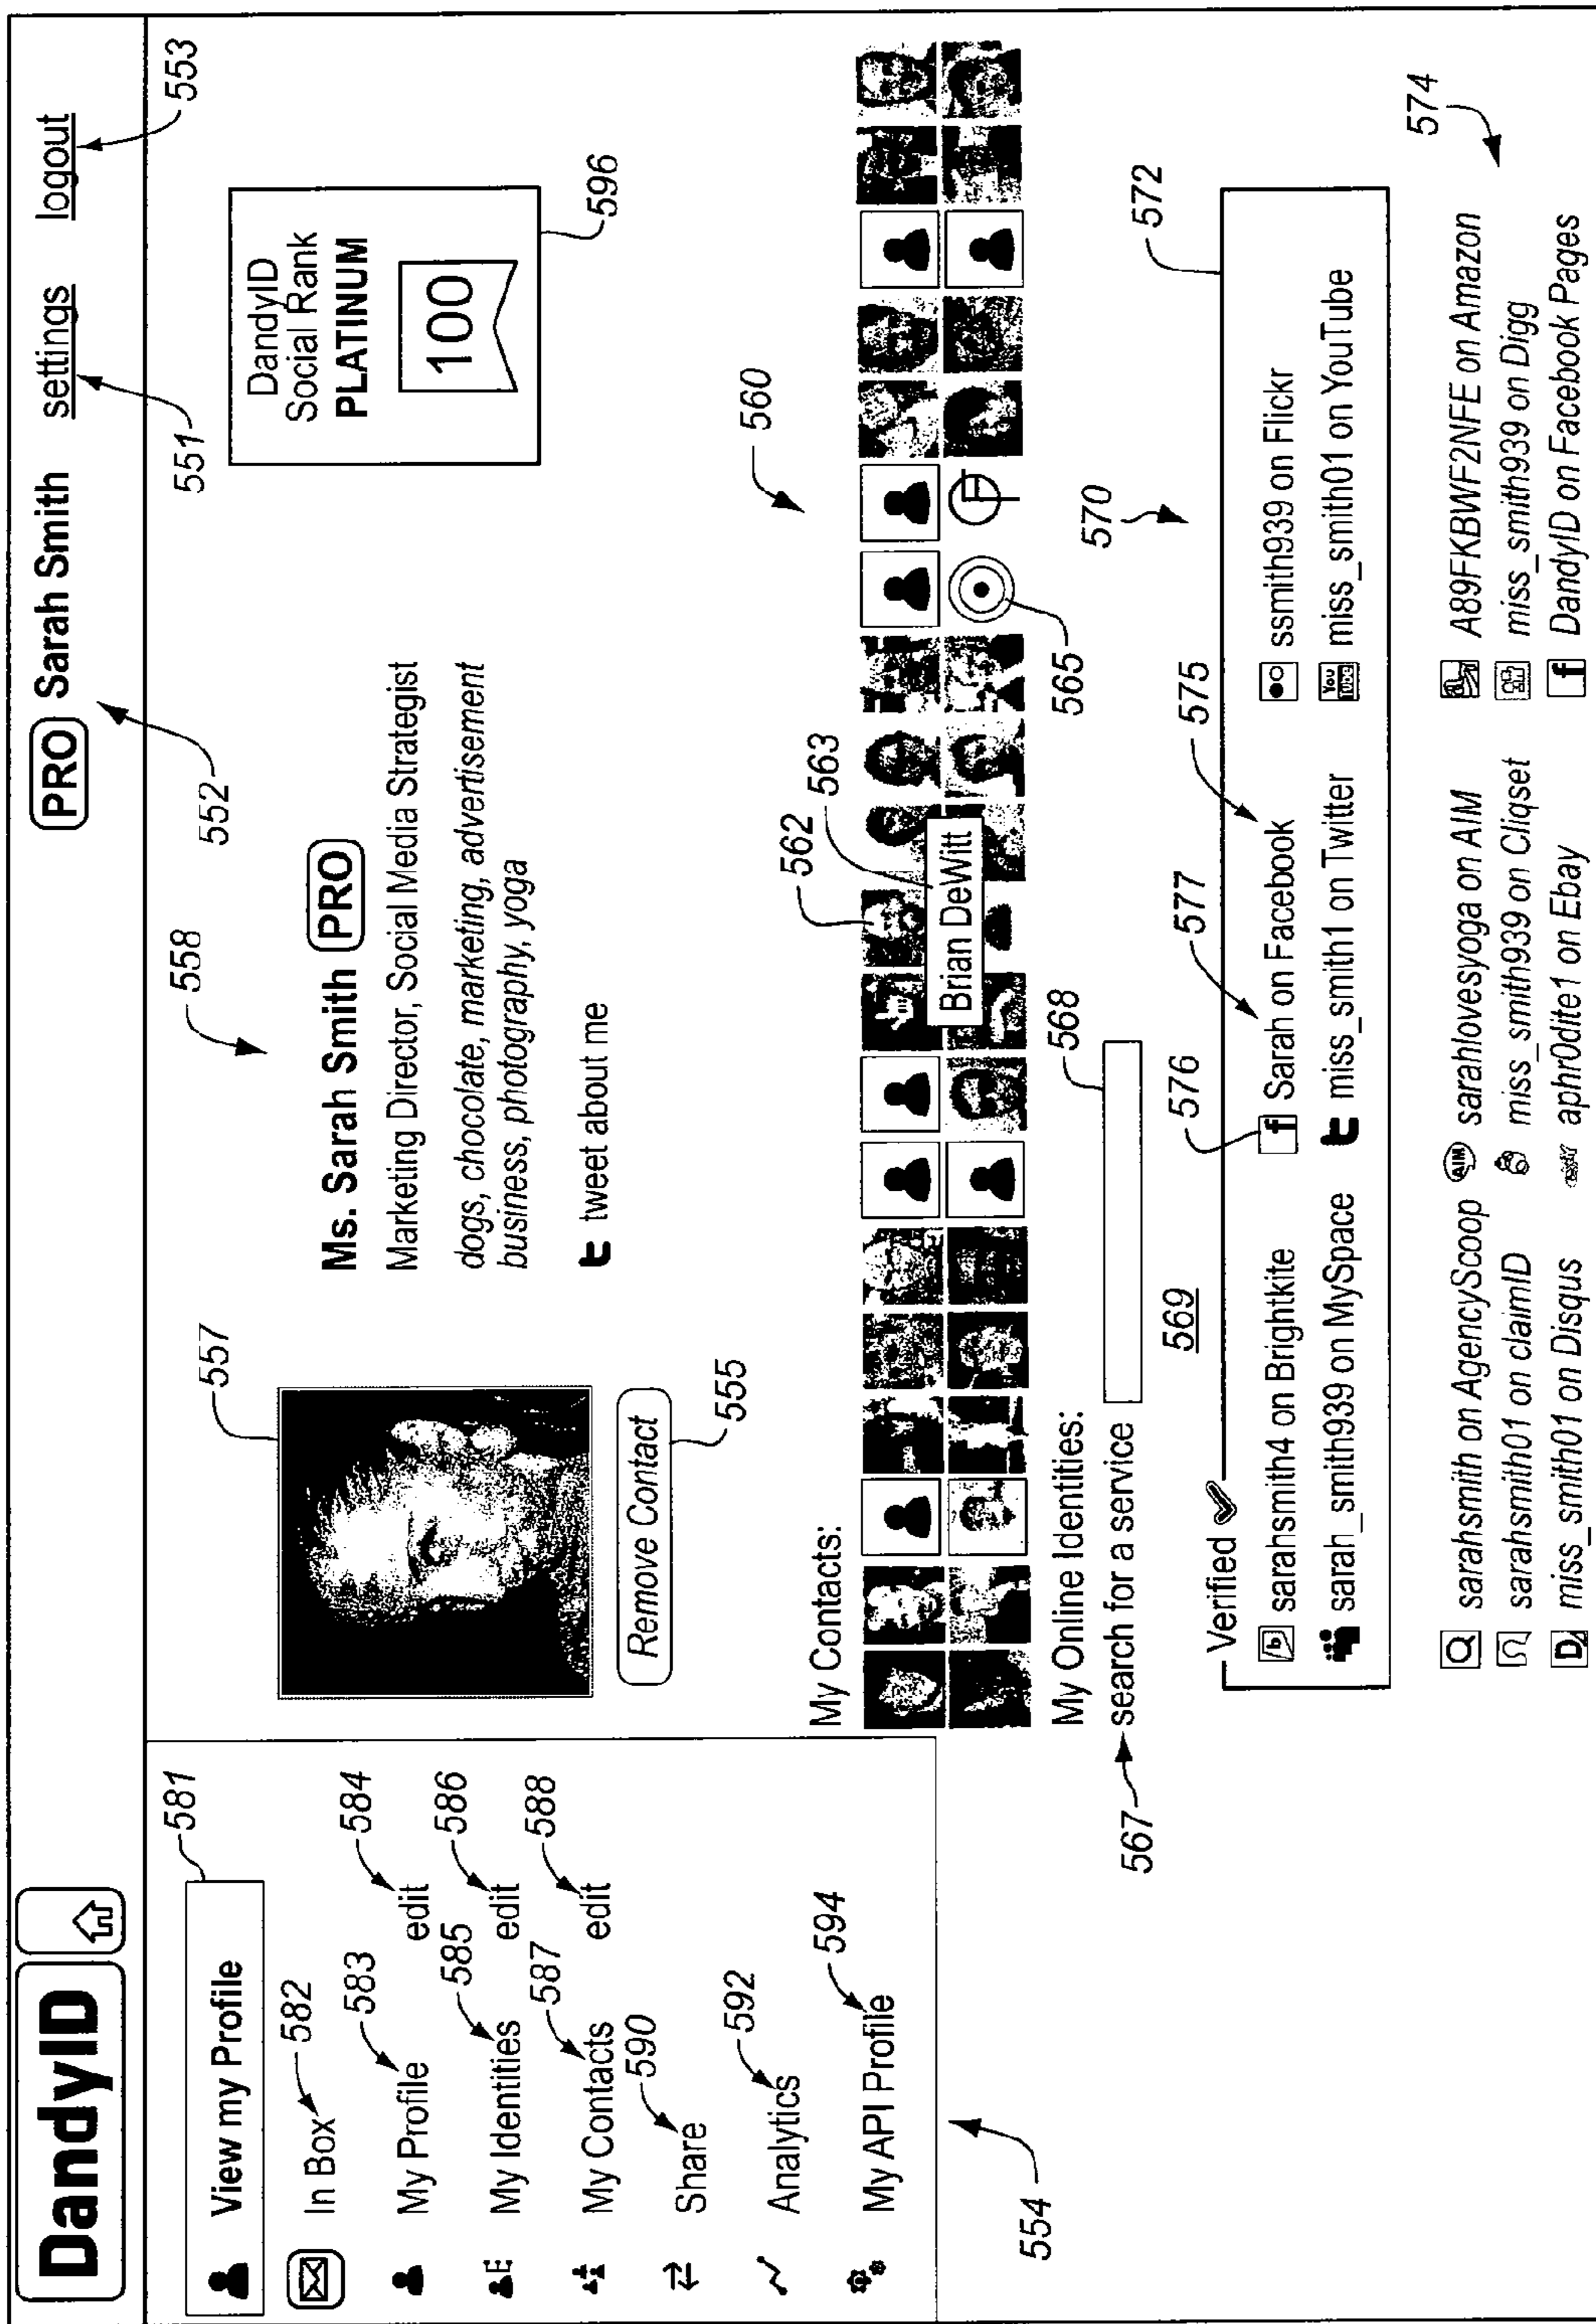 DandyID
PRO Sarah Smith settings logout
552
551
553
View my Profile
581
In Box
582
My Profile edit
583
584
My Identities edit
585
586
My Contacts edit
587
588
Share
590
Analytics
592
My API Profile
594
554
557
Remove Contact
555
558
Ms. Sarah Smith PRO
Marketing Director, Social Media Strategist
dogs, chocolate, marketing, advertisement
business, photography, yoga
t tweet about me
DandyID
Social Rank
PLATINUM
100
596
My Contacts:
560
562
563
Brian DeWitt
565
My Online Identities:
567
search for a service
568
569
570
572
Verified
576
577
575
b sarahsmith4 on Brightkite f Sarah on Facebook ssmith939 on Flickr
sarah_smith939 on MySpace t miss_smith1 on Twitter You Tube miss_smith01 on YouTube
574
sarahsmith on AgencyScoop AIM sarahlovesyoga on AIM A89FKBWF2NFE on Amazon
sarahsmith01 on claimID miss_smith939 on Cliqset miss_smith939 on Digg
D miss_smith01 on Disqus ebay aphr0dite1 on Ebay f DandyID on Facebook Pages